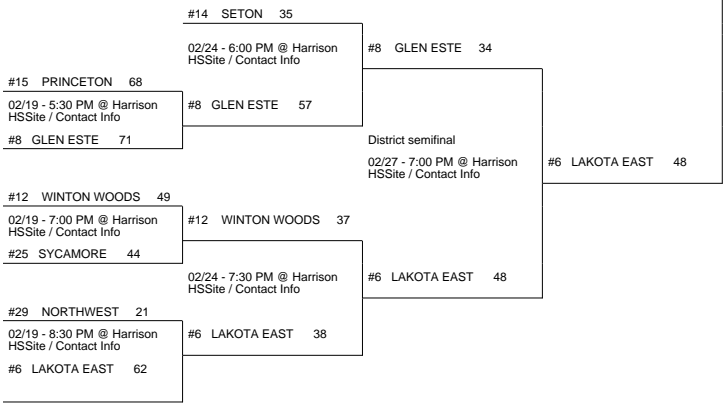 #14 SETON 35
02/24 - 6:00 PM @ Harrison
HSSite / Contact Info
#8 GLEN ESTE 34
#15 PRINCETON 68
02/19 - 5:30 PM @ Harrison
HSSite / Contact Info
#8 GLEN ESTE 57
#8 GLEN ESTE 71
District semifinal
02/27 - 7:00 PM @ Harrison
HSSite / Contact Info
#6 LAKOTA EAST 48
#12 WINTON WOODS 49
02/19 - 7:00 PM @ Harrison
HSSite / Contact Info
#12 WINTON WOODS 37
#25 SYCAMORE 44
02/24 - 7:30 PM @ Harrison
HSSite / Contact Info
#6 LAKOTA EAST 48
#29 NORTHWEST 21
02/19 - 8:30 PM @ Harrison
HSSite / Contact Info
#6 LAKOTA EAST 38
#6 LAKOTA EAST 62